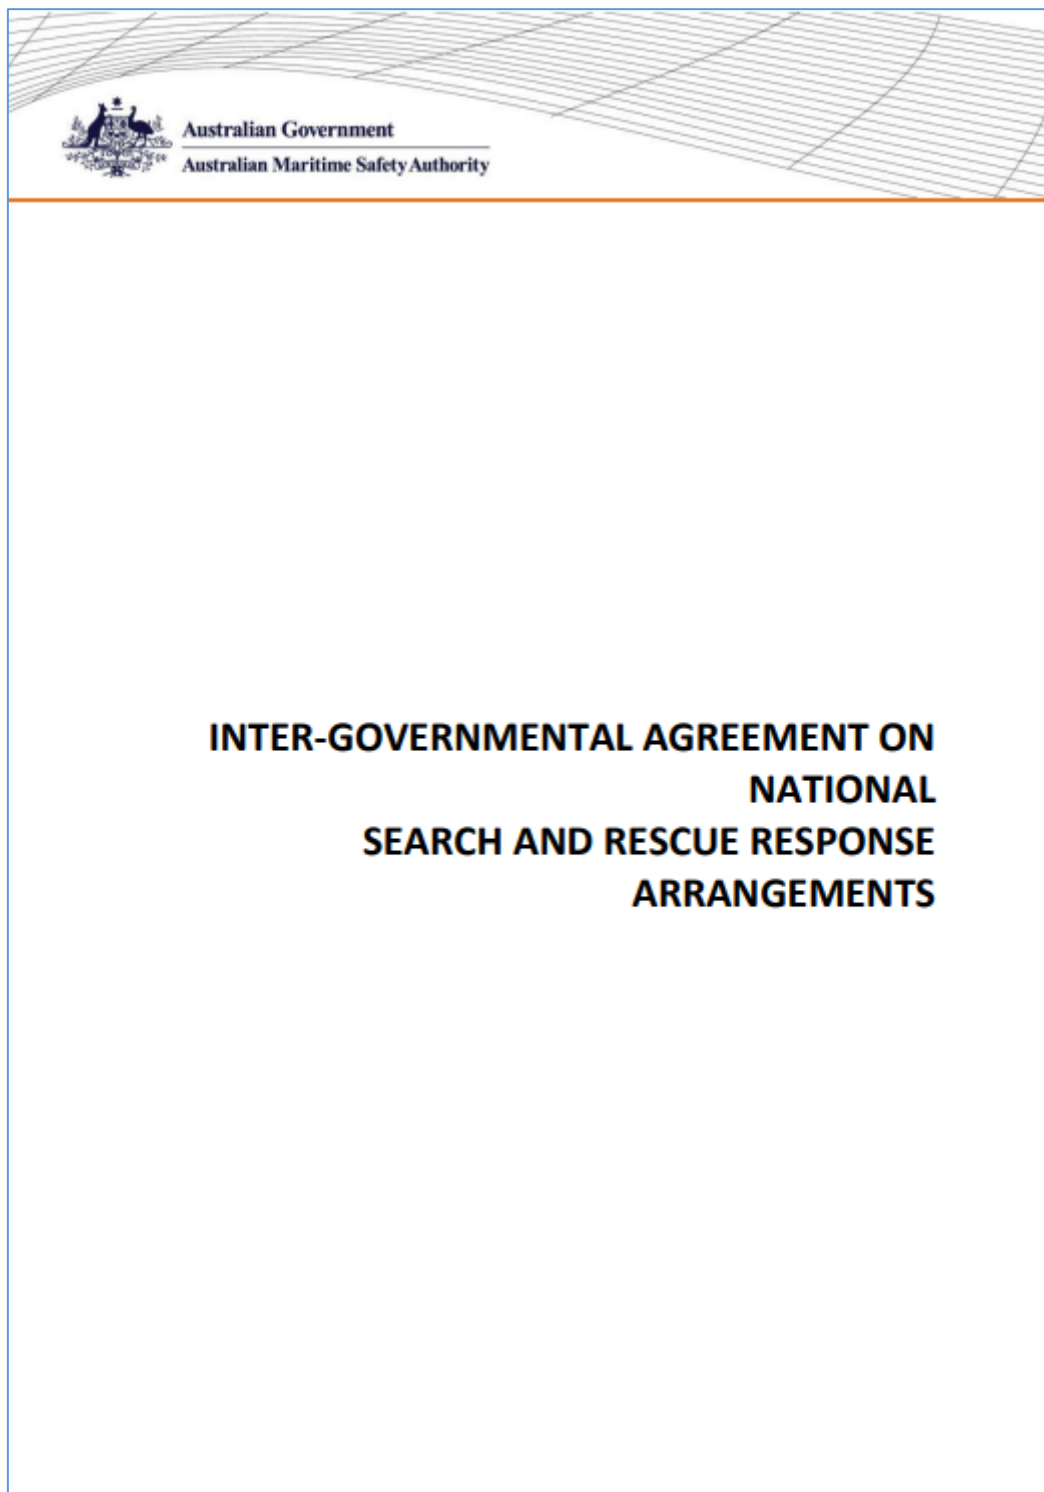 Australian Government
Australian Maritime Safety Authority
INTER-GOVERNMENTAL AGREEMENT ON
NATIONAL
SEARCH AND RESCUE RESPONSE
ARRANGEMENTS